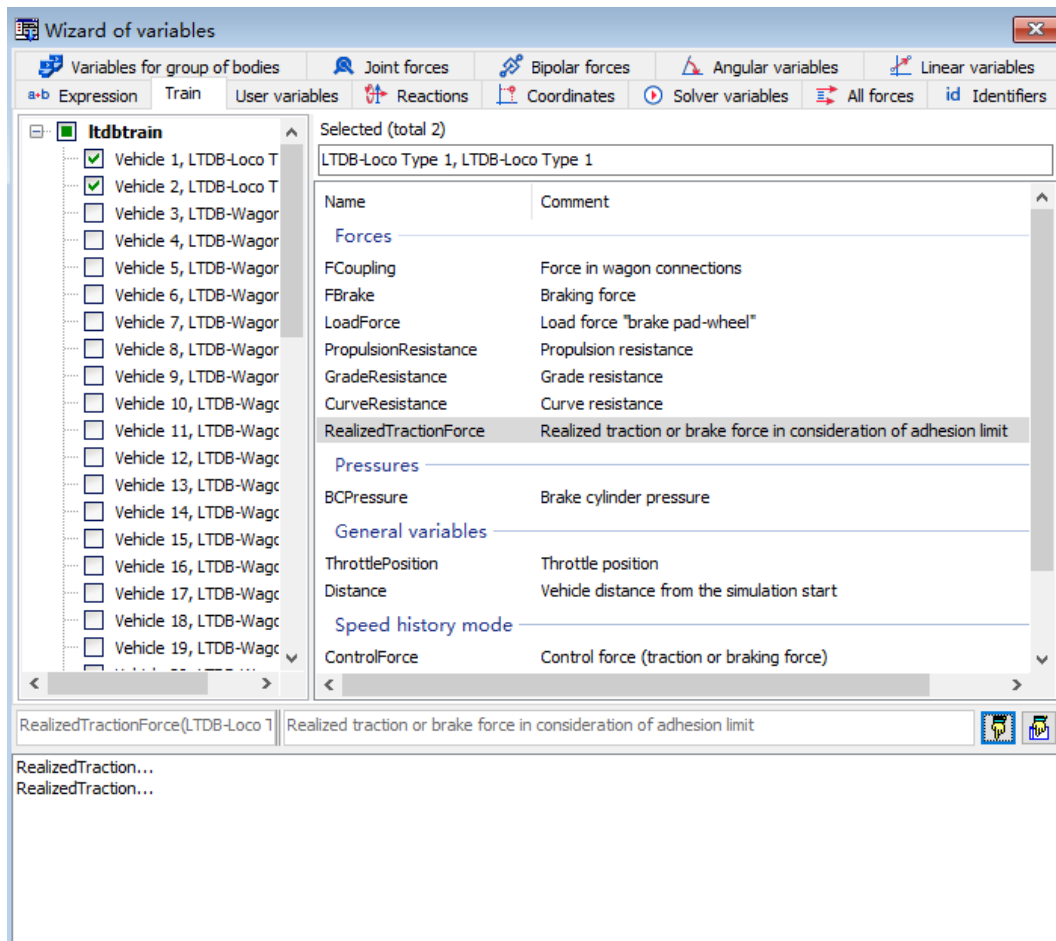 Wizard of variables
Variables for group of bodies Joint forces Bipolar forces Angular variables Linear variables
a+b Expression Train User variables Reactions Coordinates Solver variables All forces id Identifiers
ltdbtrain
Vehicle 1, LTDB-Loco T
Vehicle 2, LTDB-Loco T
Vehicle 3, LTDB-Wagor
Vehicle 4, LTDB-Wagor
Vehicle 5, LTDB-Wagor
Vehicle 6, LTDB-Wagor
Vehicle 7, LTDB-Wagor
Vehicle 8, LTDB-Wagor
Vehicle 9, LTDB-Wagor
Vehicle 10, LTDB-Wagc
Vehicle 11, LTDB-Wagc
Vehicle 12, LTDB-Wagc
Vehicle 13, LTDB-Wagc
Vehicle 14, LTDB-Wagc
Vehicle 15, LTDB-Wagc
Vehicle 16, LTDB-Wagc
Vehicle 17, LTDB-Wagc
Vehicle 18, LTDB-Wagc
Vehicle 19, LTDB-Wagc
Selected (total 2)
LTDB-Loco Type 1, LTDB-Loco Type 1
Name Comment
Forces
FCoupling Force in wagon connections
FBrake Braking force
LoadForce Load force "brake pad-wheel"
PropulsionResistance Propulsion resistance
GradeResistance Grade resistance
CurveResistance Curve resistance
RealizedTractionForce Realized traction or brake force in consideration of adhesion limit
Pressures
BCPressure Brake cylinder pressure
General variables
ThrottlePosition Throttle position
Distance Vehicle distance from the simulation start
Speed history mode
ControlForce Control force (traction or braking force)
RealizedTractionForce(LTDB-Loco T Realized traction or brake force in consideration of adhesion limit
RealizedTraction...
RealizedTraction...